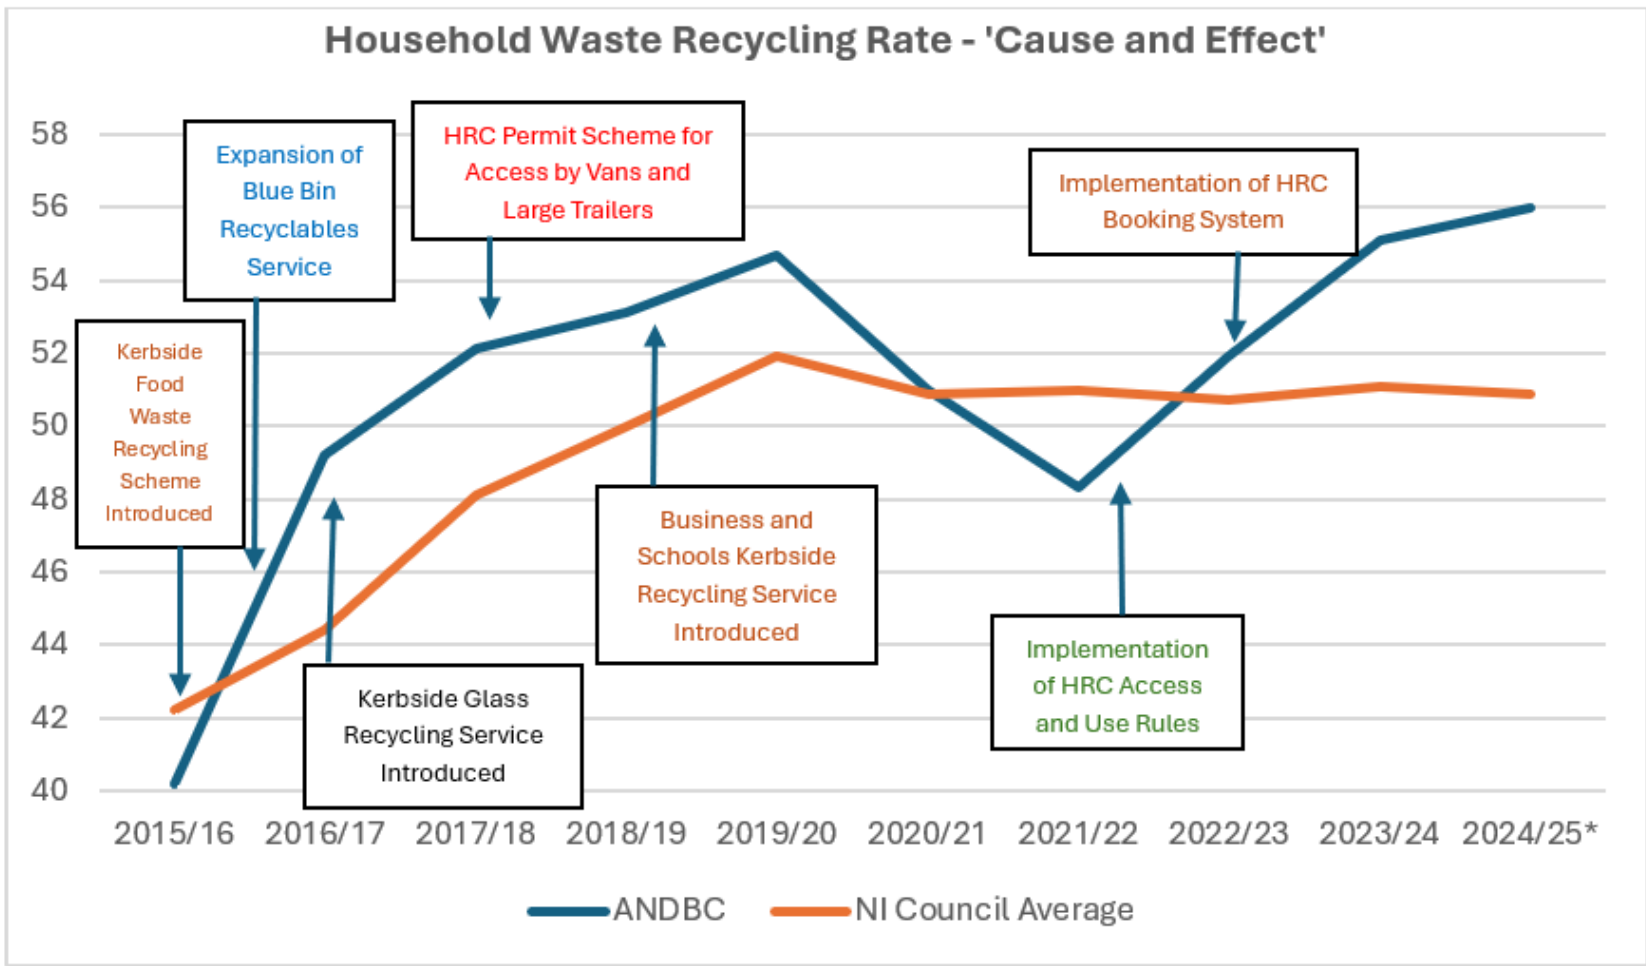 Household Waste Recycling Rate - 'Cause and Effect'
58
56
54
52
50
48
46
44
42
40
Kerbside
Food
Waste
Recycling
Scheme
Introduced
Expansion of
Blue Bin
Recyclables
Service
HRC Permit Scheme for
Access by Vans and
Large Trailers
Implementation of HRC
Booking System
Kerbside Glass
Recycling Service
Introduced
Business and
Schools Kerbside
Recycling Service
Introduced
Implementation
of HRC Access
and Use Rules
2015/16 2016/17 2017/18 2018/19 2019/20 2020/21 2021/22 2022/23 2023/24 2024/25*
ANDBC NI Council Average